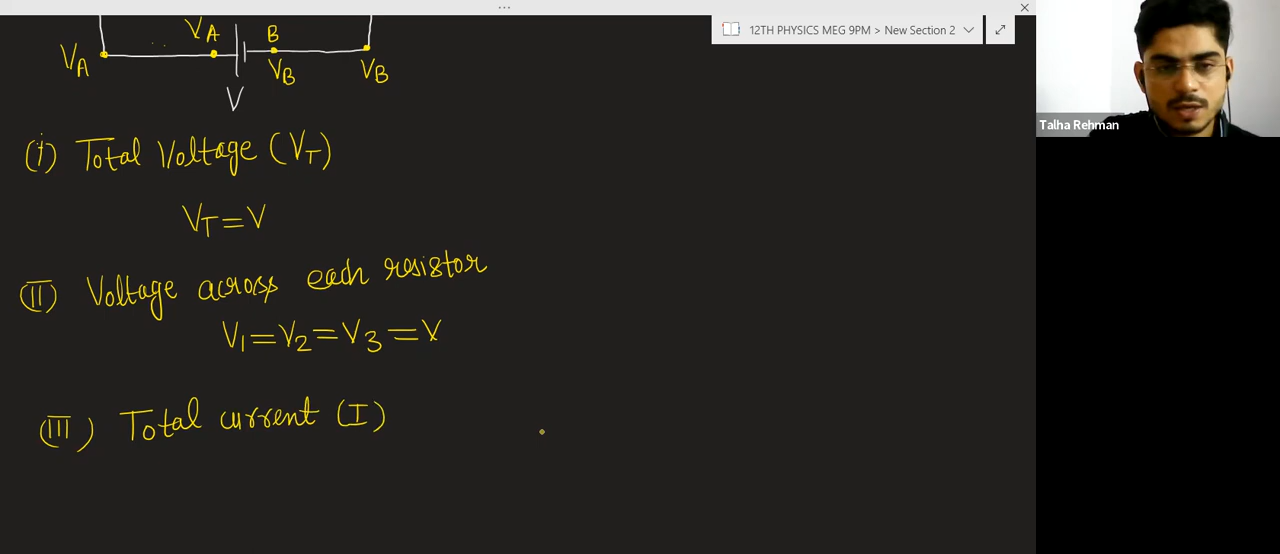 12TH PHYSICS MEG 9PM > New Section 2
Talha Rehman
VA VA B VB VB
V
(i) Total Voltage (VT)
VT = V
(II) Voltage across each resistor
V1 = V2 = V3 = V
(III) Total current (I)